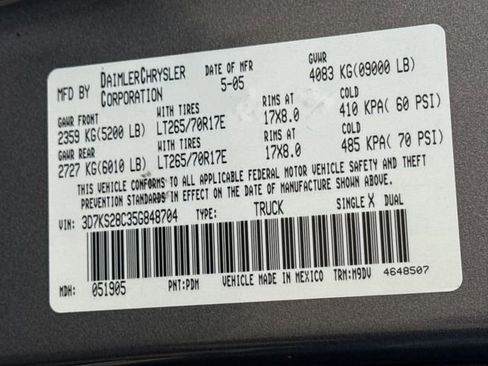 MFD BY DAIMLERCHRYSLER CORPORATION DATE OF MFR 5-05 GVWR 4083 KG(09000 LB)
GAWR FRONT WITH TIRES RIMS AT COLD
2359 KG(5200 LB) LT265/70R17E 17X8.0 410 KPA( 60 PSI)
GAWR REAR WITH TIRES RIMS AT COLD
2727 KG(6010 LB) LT265/70R17E 17X8.0 485 KPA( 70 PSI)
THIS VEHICLE CONFORMS TO ALL APPLICABLE FEDERAL MOTOR VEHICLE SAFETY AND THEFT
PREVENTION STANDARDS IN EFFECT ON THE DATE OF MANUFACTURE SHOWN ABOVE.
VIN: 3D7KS28C35G848704 TYPE: TRUCK SINGLE X DUAL
MDH: 051905 PNT:PDM VEHICLE MADE IN MEXICO TRM:M9DV 4648507